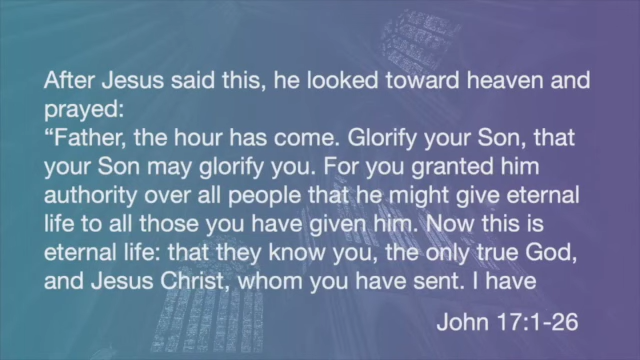 After Jesus said this, he looked toward heaven and
prayed:
“Father, the hour has come. Glorify your Son, that
your Son may glorify you. For you granted him
authority over all people that he might give eternal
life to all those you have given him. Now this is
eternal life: that they know you, the only true God,
and Jesus Christ, whom you have sent. I have
John 17:1-26